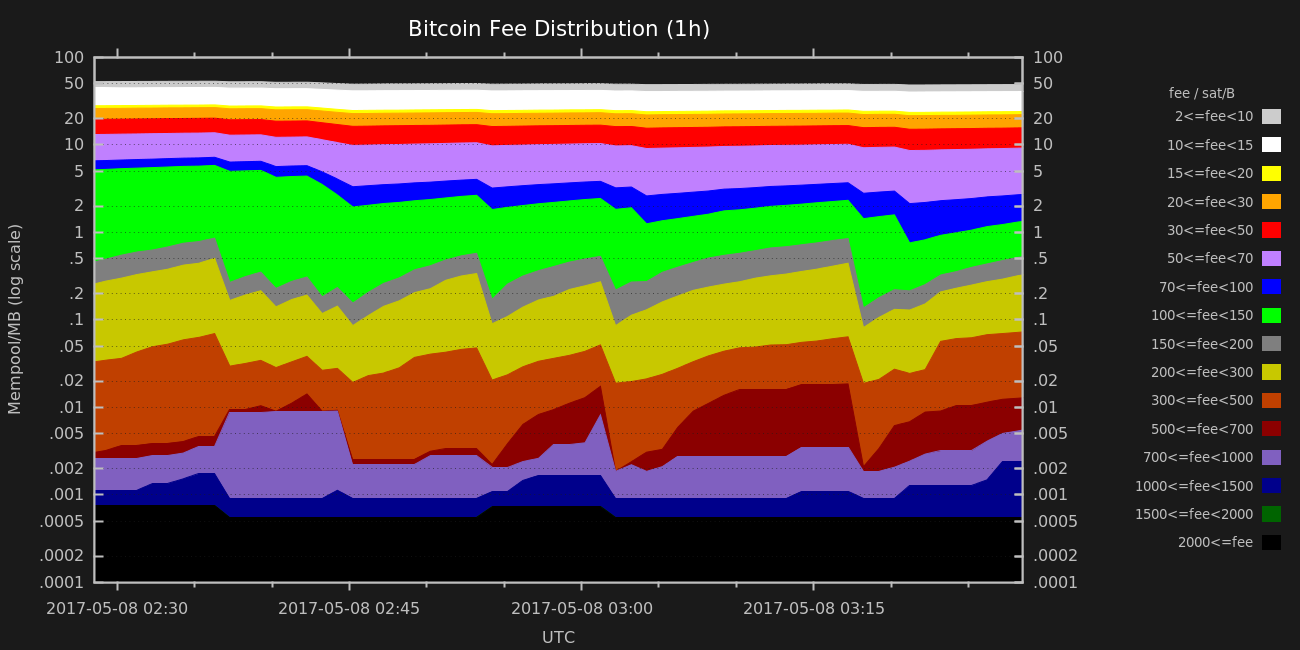 Bitcoin Fee Distribution (1h)
Mempool/MB (log scale)
100
50
20
10
5
2
1
.5
.2
.1
.05
.02
.01
.005
.002
.001
.0005
.0002
.0001
100
50
20
10
5
2
1
.5
.2
.1
.05
.02
.01
.005
.002
.001
.0005
.0002
.0001
2017-05-08 02:30
2017-05-08 02:45
2017-05-08 03:00
2017-05-08 03:15
UTC
fee / sat/B
2<=fee<10
10<=fee<15
15<=fee<20
20<=fee<30
30<=fee<50
50<=fee<70
70<=fee<100
100<=fee<150
150<=fee<200
200<=fee<300
300<=fee<500
500<=fee<700
700<=fee<1000
1000<=fee<1500
1500<=fee<2000
2000<=fee